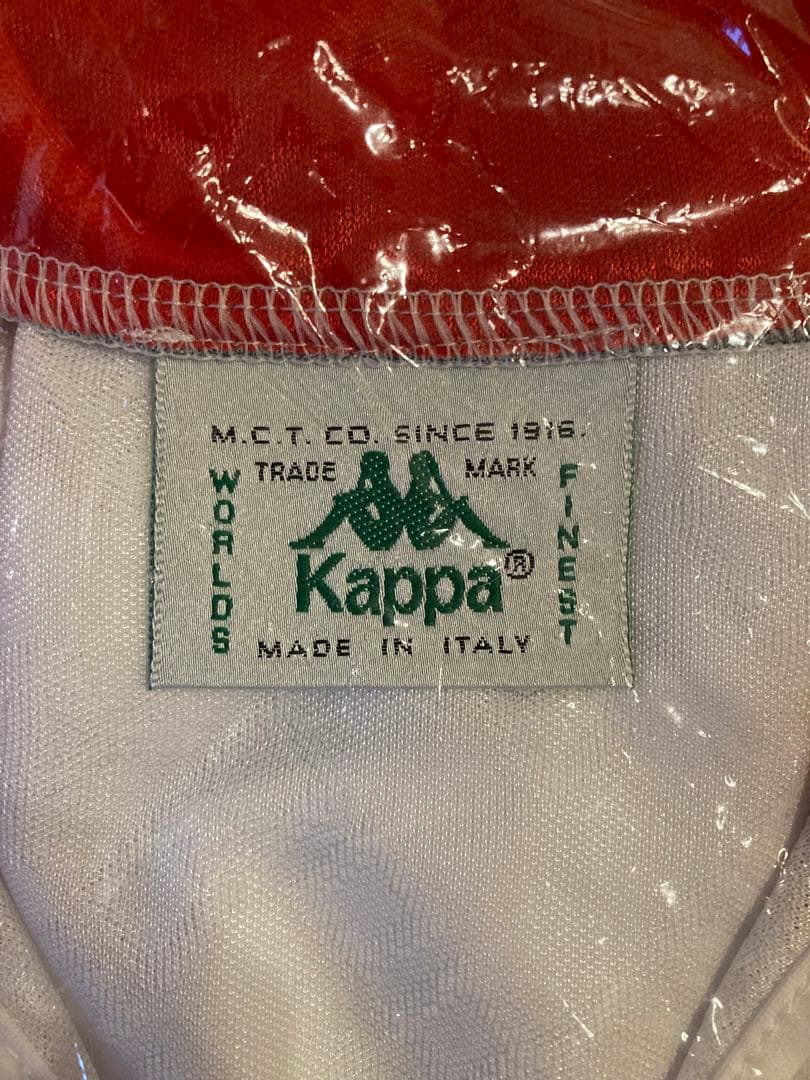 M.C.T. CO. SINCE 1916.
TRADE MARK
WORLDS
FINEST
Kappa®
MADE IN ITALY